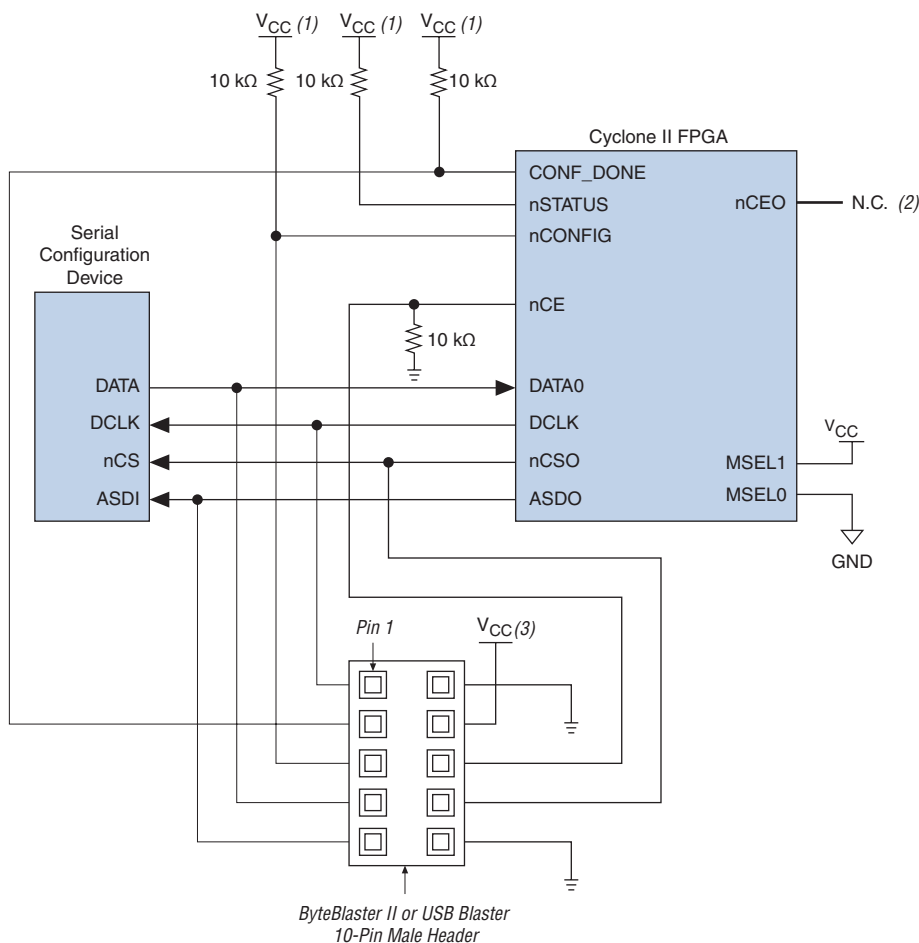 VCC (1) VCC (1) VCC (1)
10 kΩ 10 kΩ 10 kΩ
Cyclone II FPGA
CONF_DONE
nSTATUS
nCEO
N.C. (2)
nCONFIG
Serial
Configuration
Device
nCE
10 kΩ
DATA
DATA0
DCLK
DCLK
VCC
nCS
nCSO
MSEL1
ASDI
ASDO
MSEL0
GND
Pin 1
VCC (3)
ByteBlaster II or USB Blaster
10-Pin Male Header